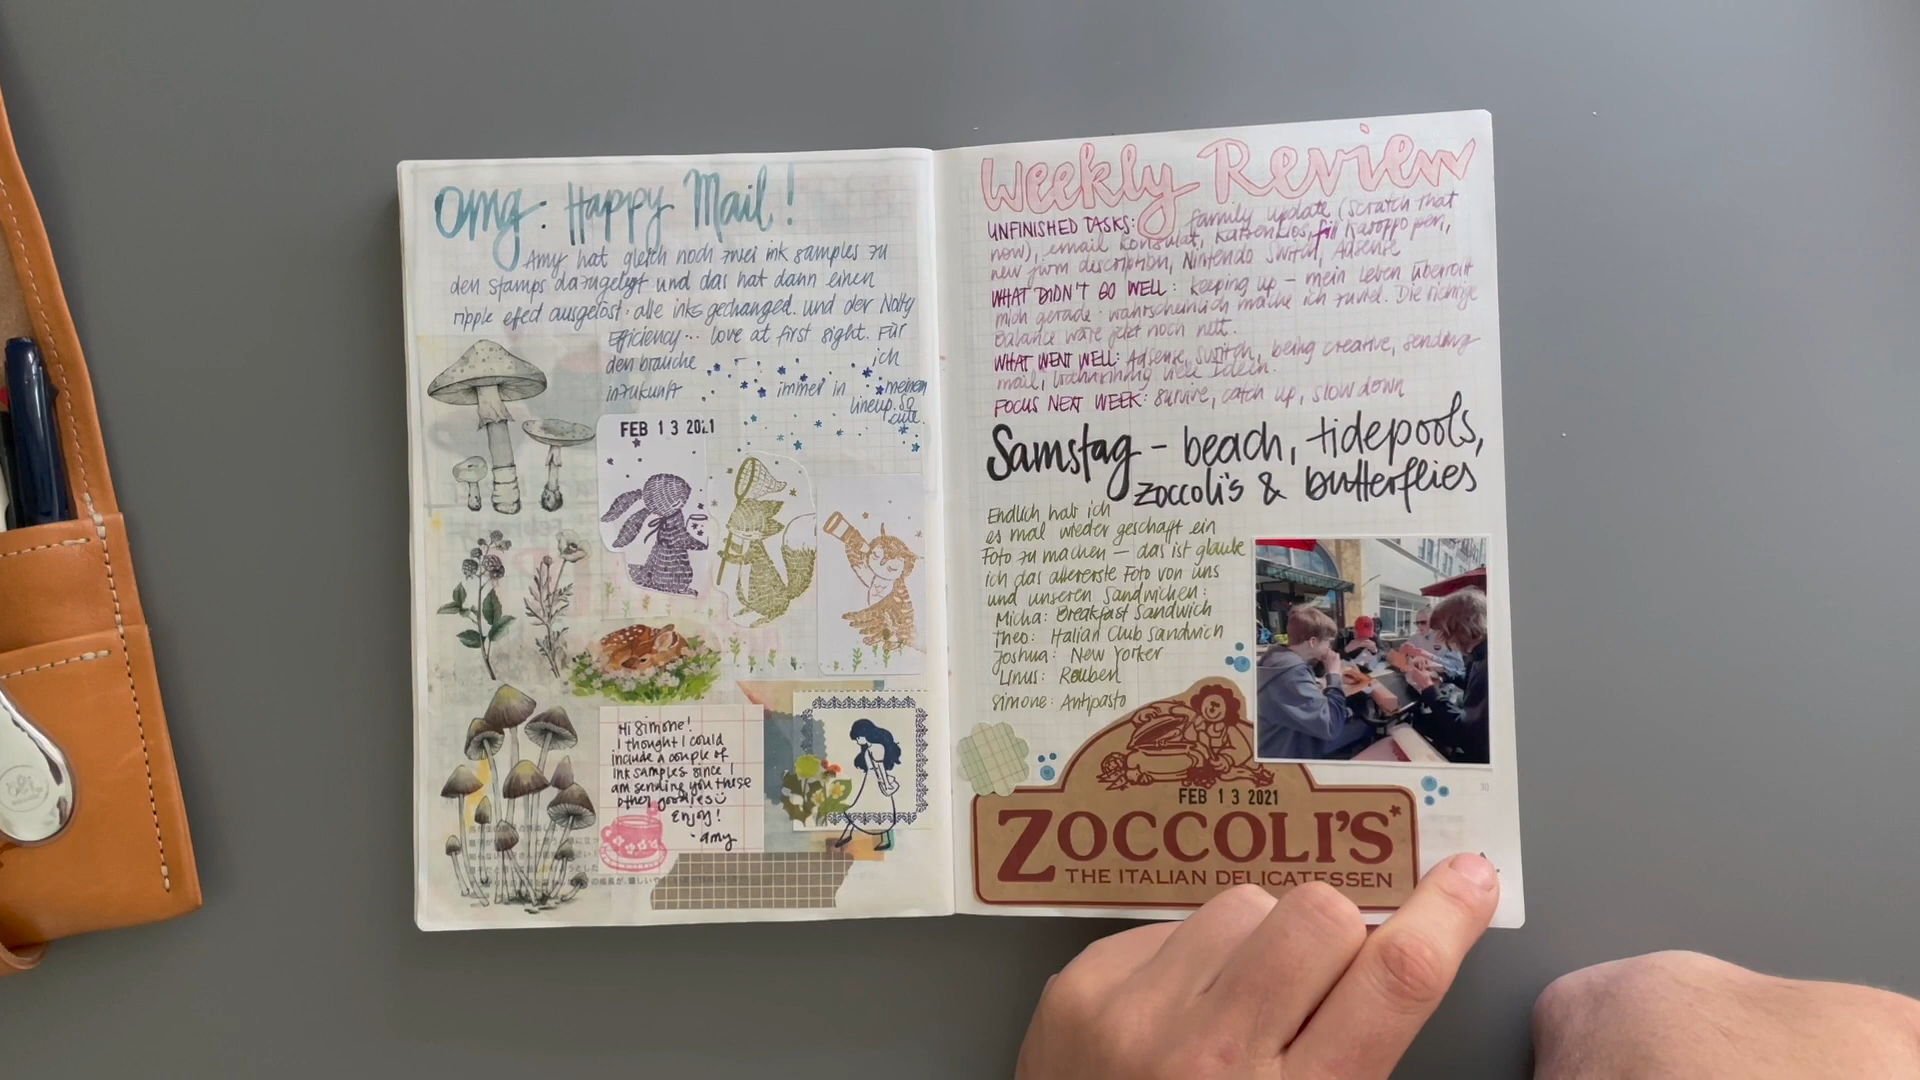 omg. Happy Mail!
Amy hat gleich noch zwei ink samples zu
den stamps dazugelegt und das hat dann einen
ripple efect ausgelöst: alle inks gechanged. und der Nolty
Efficiency... love at first sight. Für
den brauche ich
inzukunft immer in meinem
lineup. So
cute.
FEB 13 2021
Hi Simone!
I thought I could
include a couple of
ink samples since I
am sending you these
other goodies
Enjoy!
- amy
Weekly Review
UNFINISHED TASKS: family update (scratch that
now), email Konsulat, Katzenklos, fill Karoppo pen,
new furm description, Nintendo Switch, Adsense
WHAT DIDN'T GO WELL: keeping up - mein Leben überrollt
mich gerade. wahrscheinlich mache ich zuviel. Die richtige
Balance wäre jetzt noch nett.
WHAT WENT WELL: Adsense, Switch, being creative, sending
mail, viele Ideen.
FOCUS NEXT WEEK: survive, catch up, slow down
Samstag - beach, tidepools,
zoccoli's & butterflies
Endlich hab ich
es mal wieder geschafft ein
Foto zu machen — das ist glaube
ich das allererste Foto von uns
und unseren Sandwichen:
Micha: Breakfast Sandwich
Theo: Italian Club Sandwich
Joshua: New Yorker
Linus: Rouben
Simone: Antipasto
FEB 13 2021
ZOCCOLI'S*
THE ITALIAN DELICATESSEN